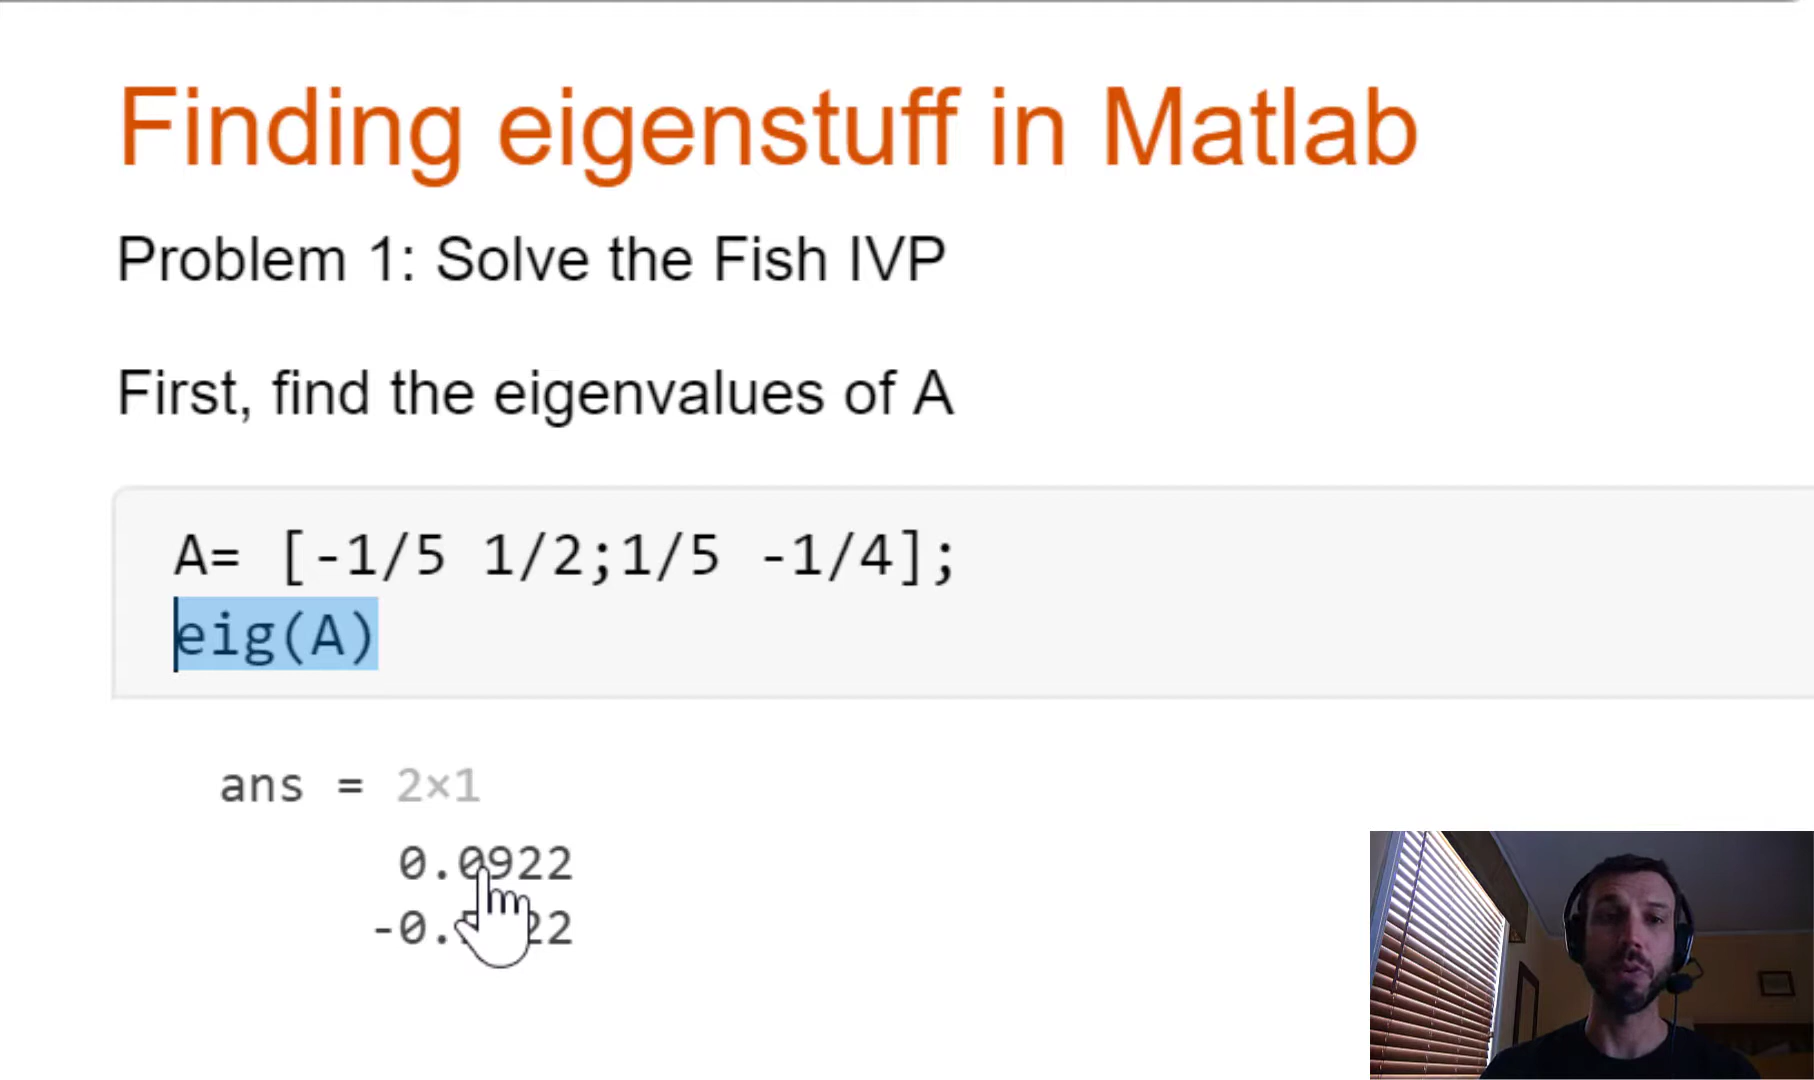 Finding eigenstuff in Matlab
Problem 1: Solve the Fish IVP
First, find the eigenvalues of A
A= [-1/5 1/2;1/5 -1/4];
eig(A)
ans = 2×1
0.0922